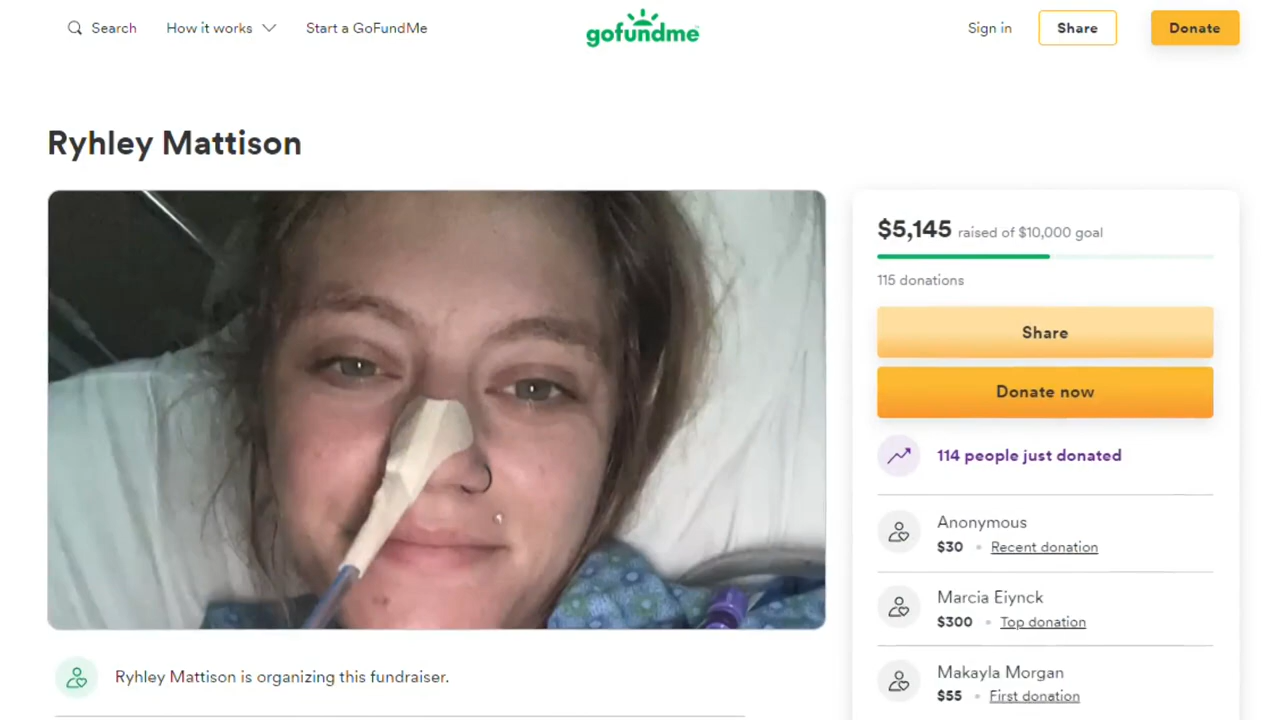 Search How it works Start a GoFundMe gofundme Sign in Share Donate
Ryhley Mattison
$5,145 raised of $10,000 goal
115 donations
Share
Donate now
114 people just donated
Anonymous
$30 • Recent donation
Marcia Eiynck
$300 • Top donation
Makayla Morgan
$55 • First donation
Ryhley Mattison is organizing this fundraiser.